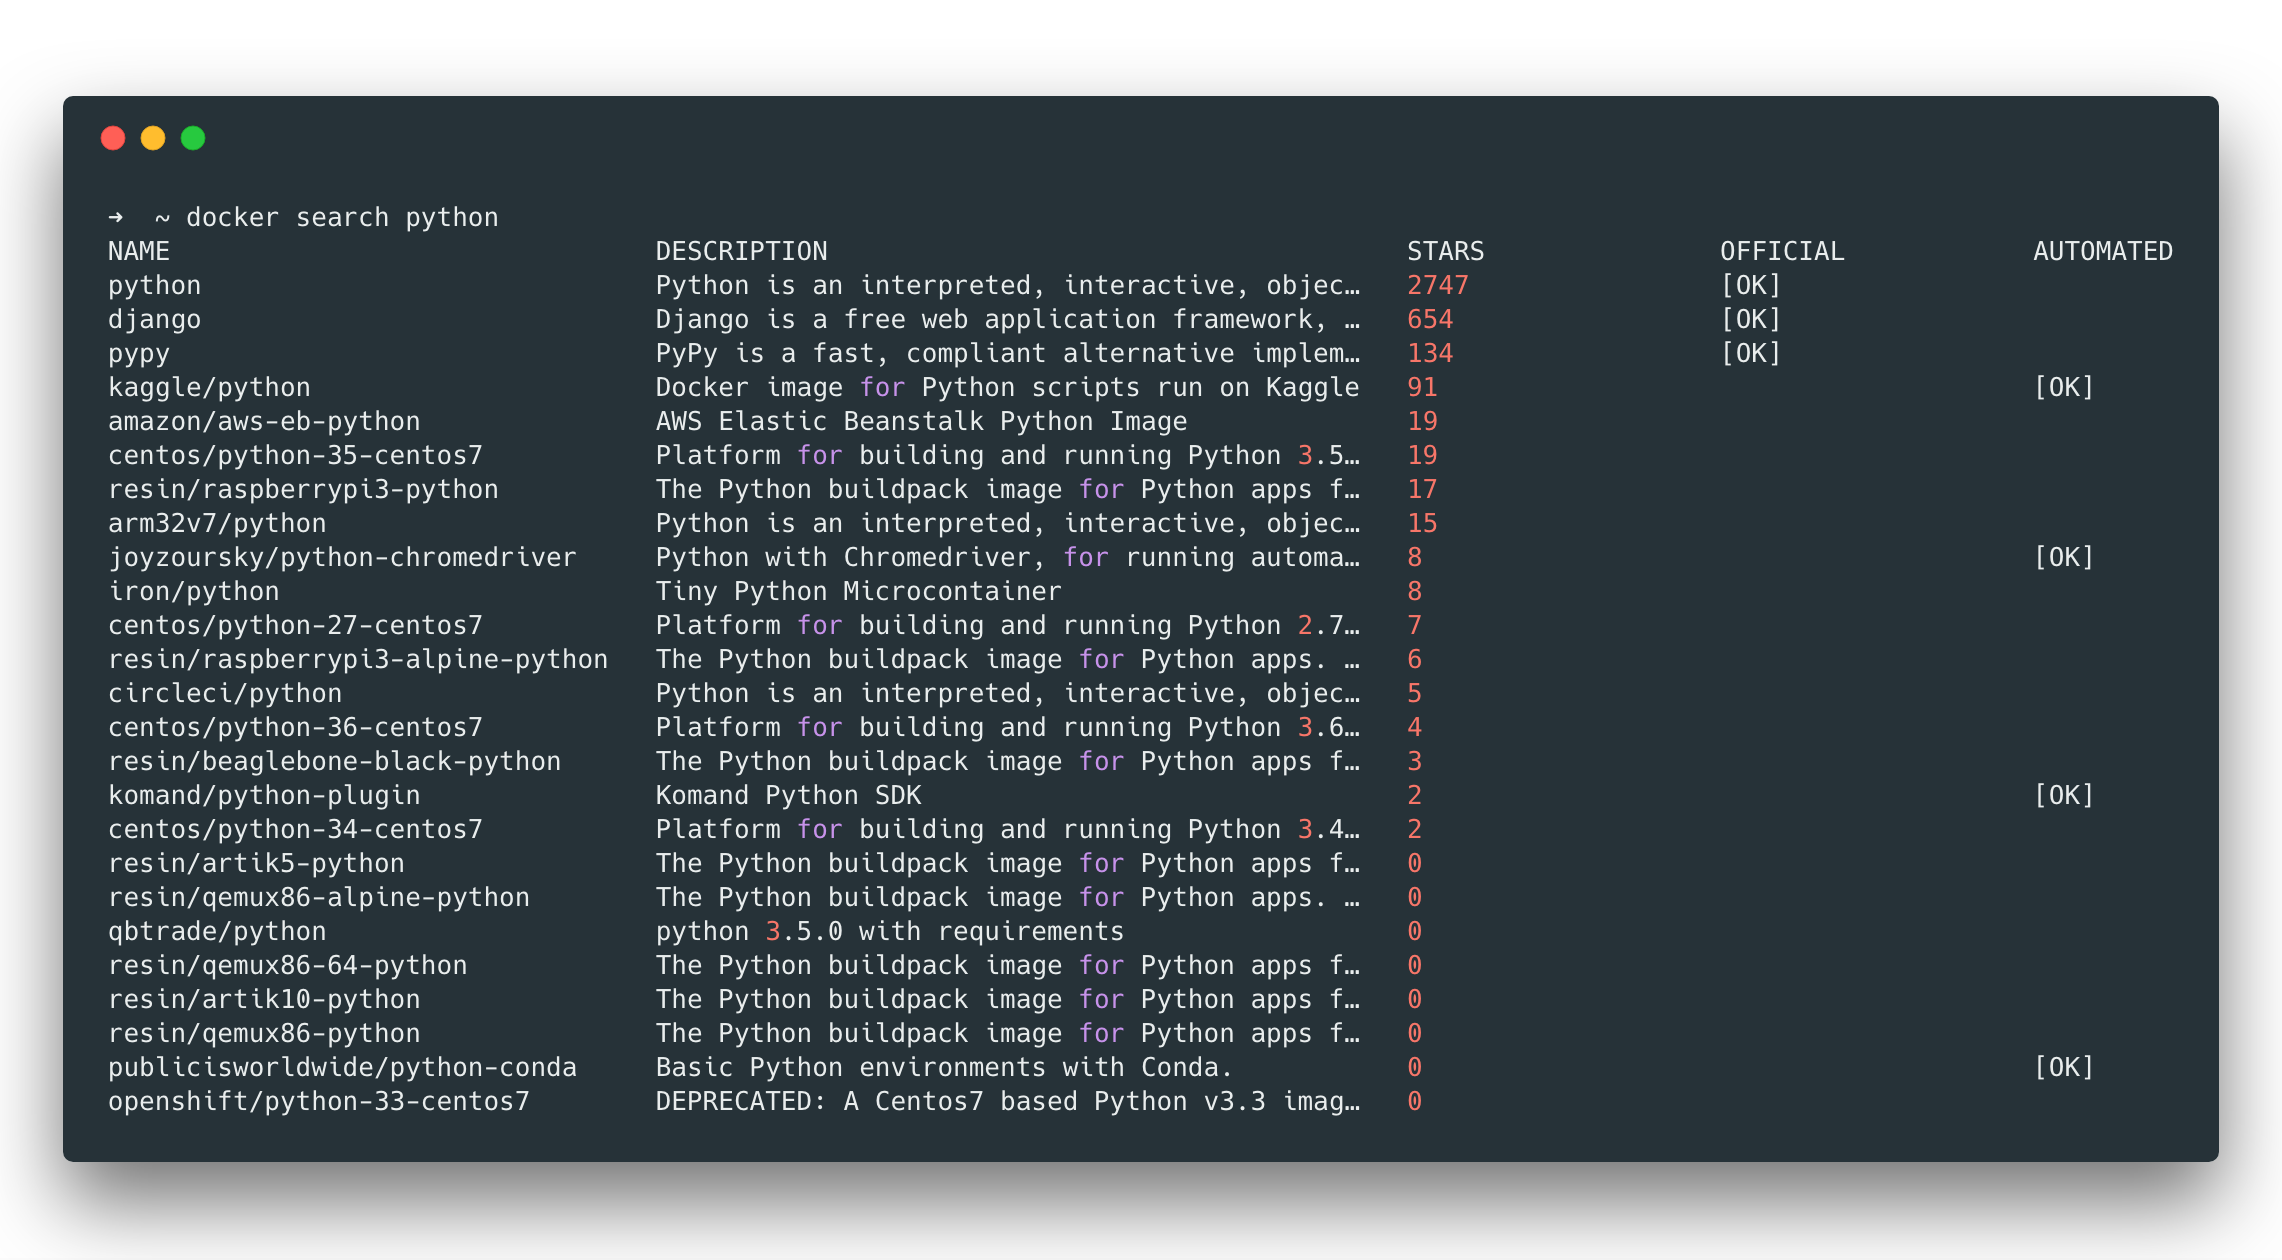 ➜  ~ docker search python
NAME DESCRIPTION STARS OFFICIAL AUTOMATED
python Python is an interpreted, interactive, objec… 2747 [OK]
django Django is a free web application framework, … 654 [OK]
pypy PyPy is a fast, compliant alternative implem… 134 [OK]
kaggle/python Docker image for Python scripts run on Kaggle 91 [OK]
amazon/aws-eb-python AWS Elastic Beanstalk Python Image 19
centos/python-35-centos7 Platform for building and running Python 3.5… 19
resin/raspberrypi3-python The Python buildpack image for Python apps f… 17
arm32v7/python Python is an interpreted, interactive, objec… 15
joyzoursky/python-chromedriver Python with Chromedriver, for running automa… 8 [OK]
iron/python Tiny Python Microcontainer 8
centos/python-27-centos7 Platform for building and running Python 2.7… 7
resin/raspberrypi3-alpine-python The Python buildpack image for Python apps. … 6
circleci/python Python is an interpreted, interactive, objec… 5
centos/python-36-centos7 Platform for building and running Python 3.6… 4
resin/beaglebone-black-python The Python buildpack image for Python apps f… 3
komand/python-plugin Komand Python SDK 2 [OK]
centos/python-34-centos7 Platform for building and running Python 3.4… 2
resin/artik5-python The Python buildpack image for Python apps f… 0
resin/qemux86-alpine-python The Python buildpack image for Python apps. … 0
qbtrade/python python 3.5.0 with requirements 0
resin/qemux86-64-python The Python buildpack image for Python apps f… 0
resin/artik10-python The Python buildpack image for Python apps f… 0
resin/qemux86-python The Python buildpack image for Python apps f… 0
publicisworldwide/python-conda Basic Python environments with Conda. 0 [OK]
openshift/python-33-centos7 DEPRECATED: A Centos7 based Python v3.3 imag… 0